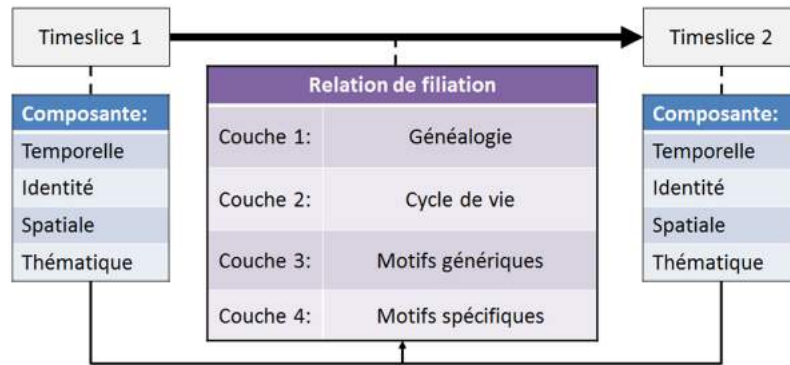 Timeslice 1
Timeslice 2
Composante:
Temporelle
Identité
Spatiale
Thématique
Relation de filiation
Couche 1: Généalogie
Couche 2: Cycle de vie
Couche 3: Motifs génériques
Couche 4: Motifs spécifiques
Composante:
Temporelle
Identité
Spatiale
Thématique